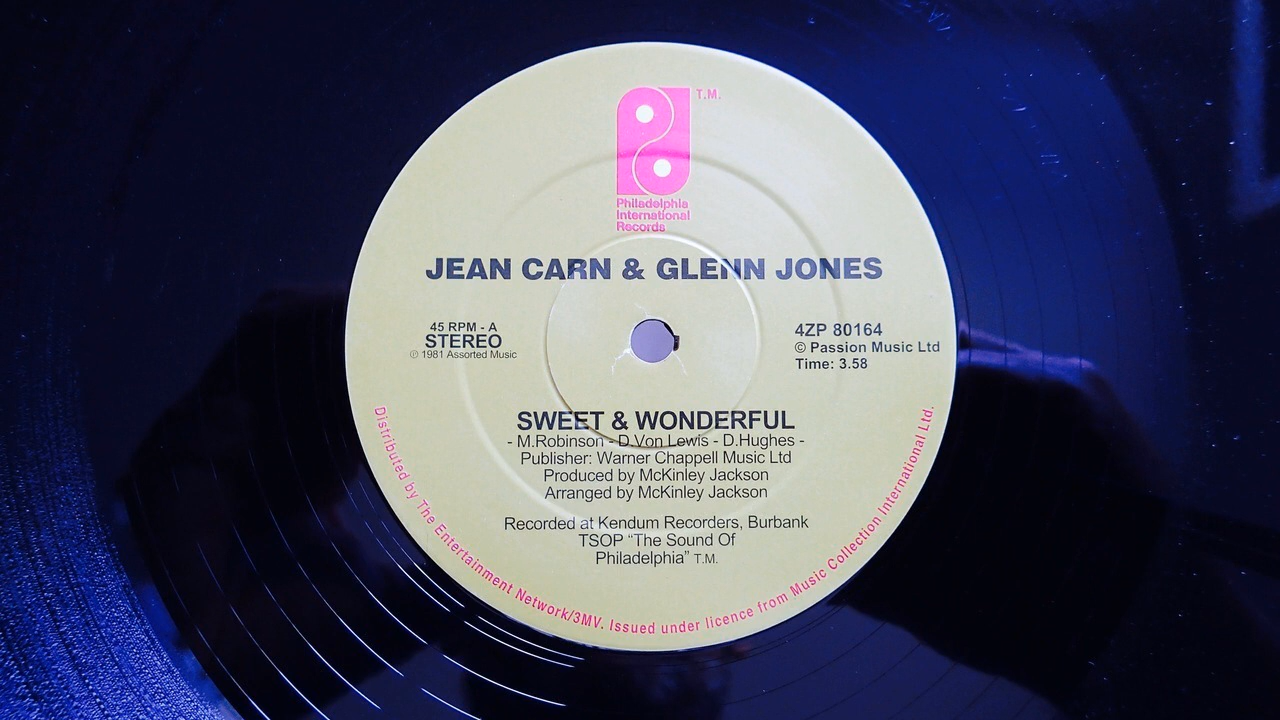 T.M.
Philadelphia
International
Records
JEAN CARN & GLENN JONES
45 RPM - A
STEREO
℗ 1981 Assorted Music
4ZP 80164
© Passion Music Ltd
Time: 3.58
SWEET & WONDERFUL
- M.Robinson - D.Von Lewis - D.Hughes -
Publisher: Warner Chappell Music Ltd
Produced by McKinley Jackson
Arranged by McKinley Jackson
Recorded at Kendum Recorders, Burbank
TSOP “The Sound Of
Philadelphia” T.M.
Distributed by The Entertainment Network/3MV. Issued under licence from Music Collection International Ltd.